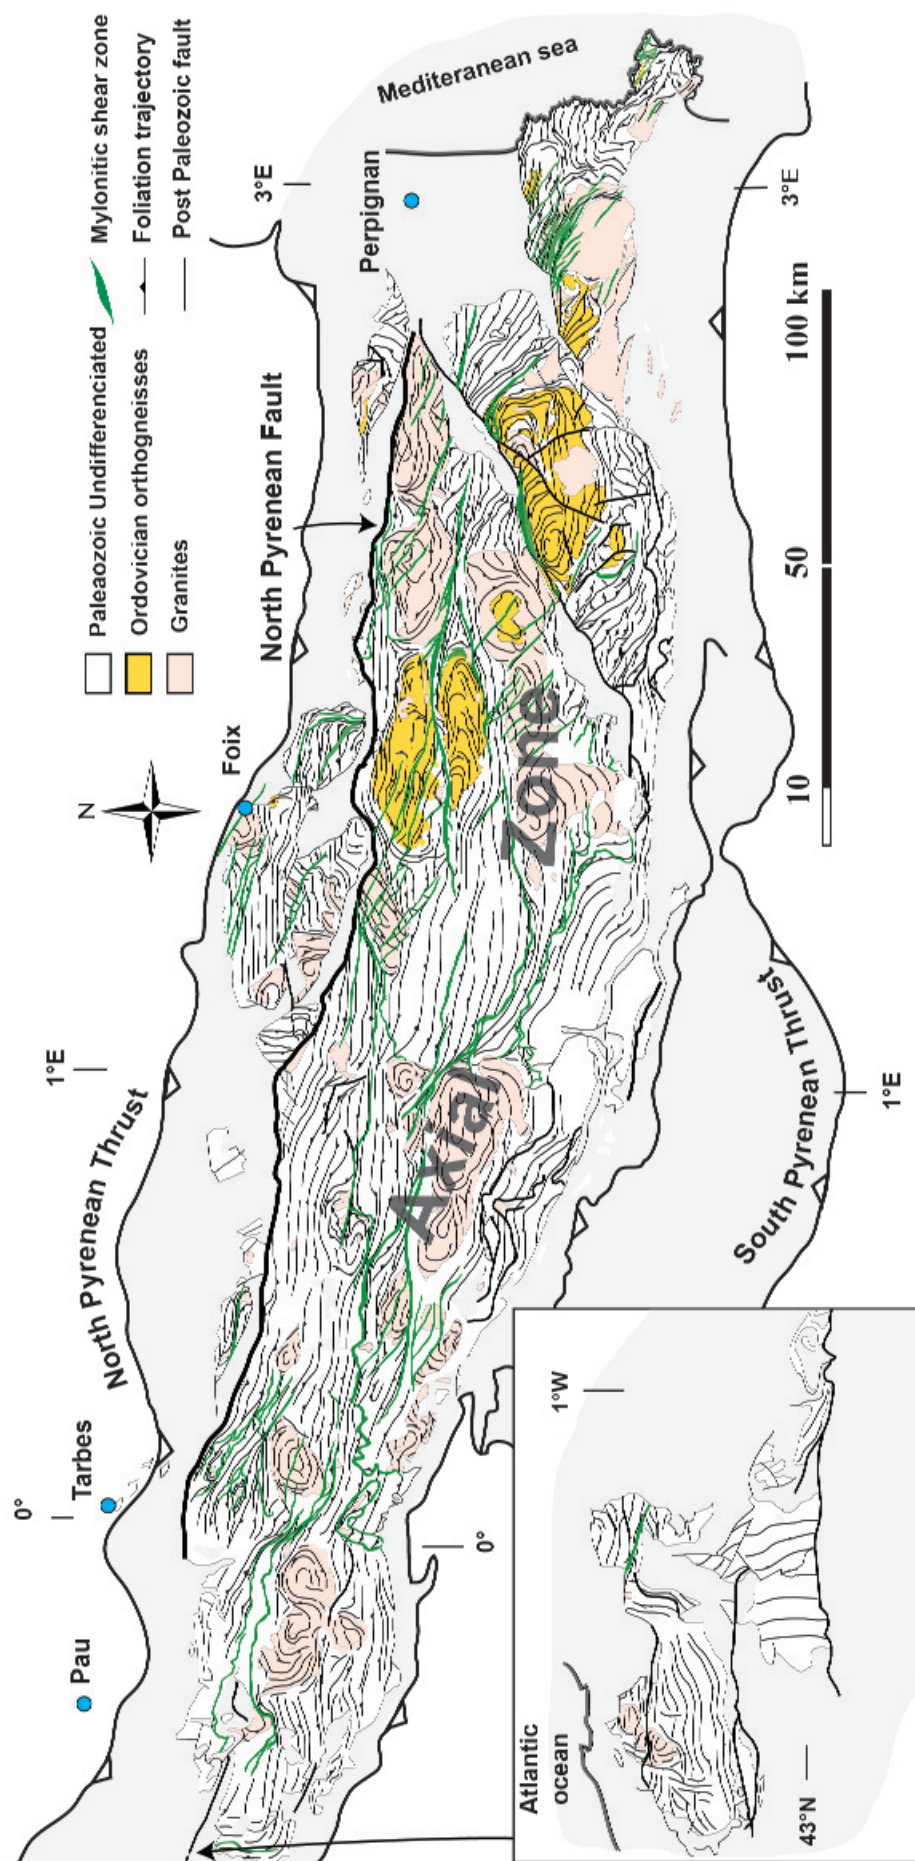 Mediteranean sea
Mylonitic shear zone
Foliation trajectory
Post Paleozoic fault
Paleaozoic Undifferenciated
Ordovician orthogneisses
Granites
3°E
Perpignan
3°E
North Pyrenean Fault
100 km
50
10
N
Foix
Axial Zone
1°E
North Pyrenean Thrust
South Pyrenean Thrust
1°E
0°
Tarbes
Pau
0°
1°W
Atlantic
ocean
43°N